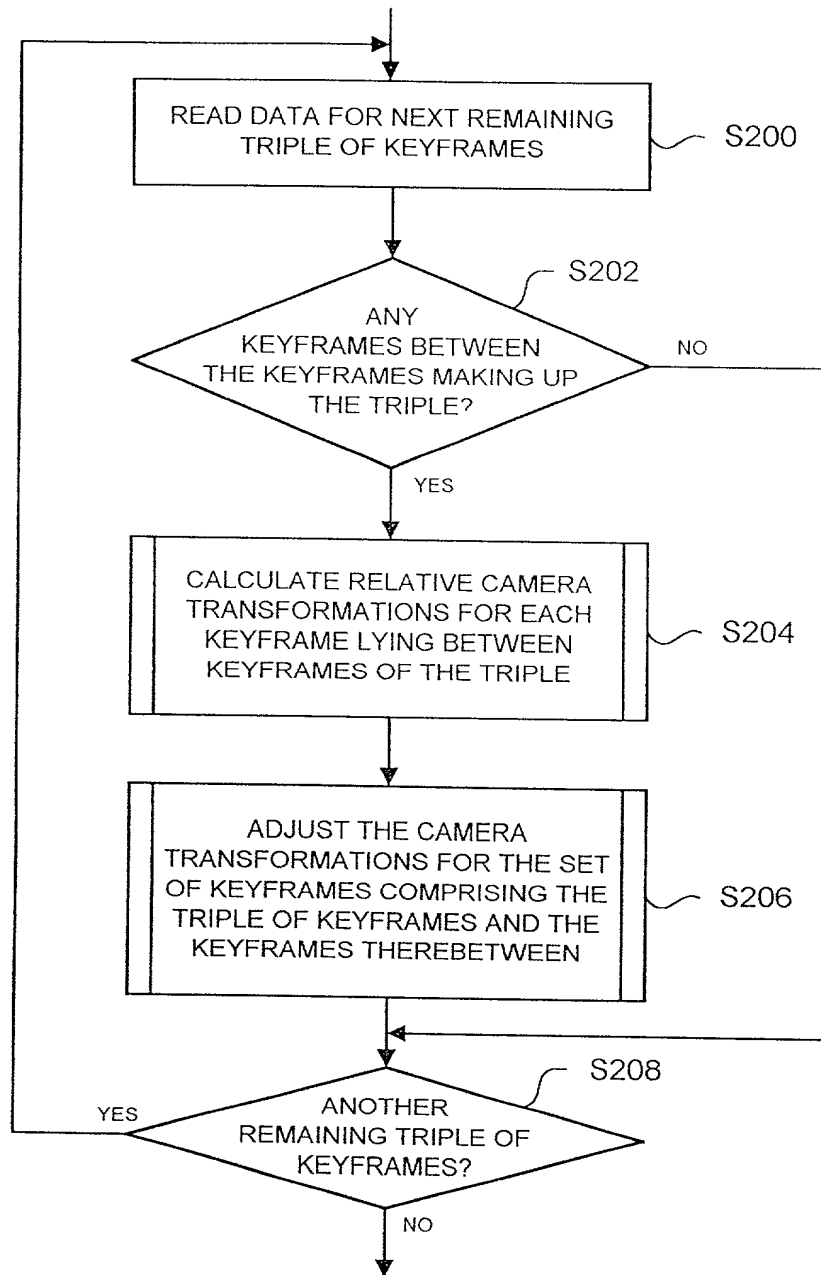 READ DATA FOR NEXT REMAINING
TRIPLE OF KEYFRAMES
S200
S202
ANY
KEYFRAMES BETWEEN
THE KEYFRAMES MAKING UP
THE TRIPLE?
NO
YES
CALCULATE RELATIVE CAMERA
TRANSFORMATIONS FOR EACH
KEYFRAME LYING BETWEEN
KEYFRAMES OF THE TRIPLE
S204
ADJUST THE CAMERA
TRANSFORMATIONS FOR THE SET
OF KEYFRAMES COMPRISING THE
TRIPLE OF KEYFRAMES AND THE
KEYFRAMES THEREBETWEEN
S206
S208
YES
ANOTHER
REMAINING TRIPLE OF
KEYFRAMES?
NO